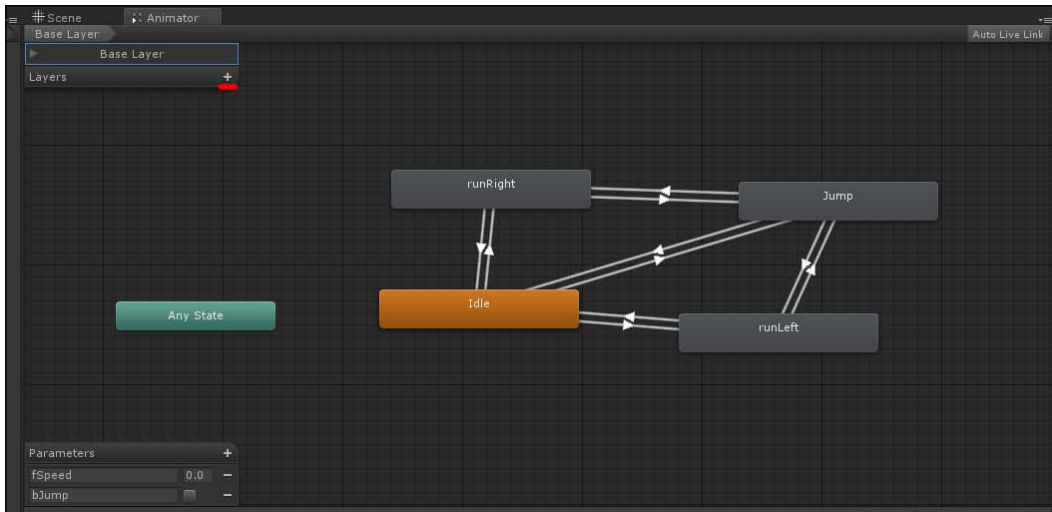 Scene
Animator
Base Layer
Auto Live Link
Base Layer
Layers +
runRight
Jump
Idle
Any State
runLeft
Parameters +
fSpeed 0.0 -
bJump -